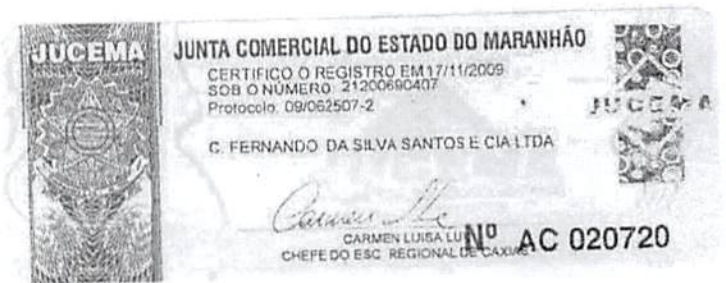 JUCEMA
JUNTA COMERCIAL DO ESTADO DO MARANHÃO
CERTIFICO O REGISTRO EM 17/11/2009
SOB O NÚMERO: 21200690407
Protocolo: 09/062507-2
JUCEMA
C. FERNANDO DA SILVA SANTOS E CIA LTDA
CARMEN LUISA
CHEFE DO ESC. REGIONAL DE CAXIAS
Nº AC 020720